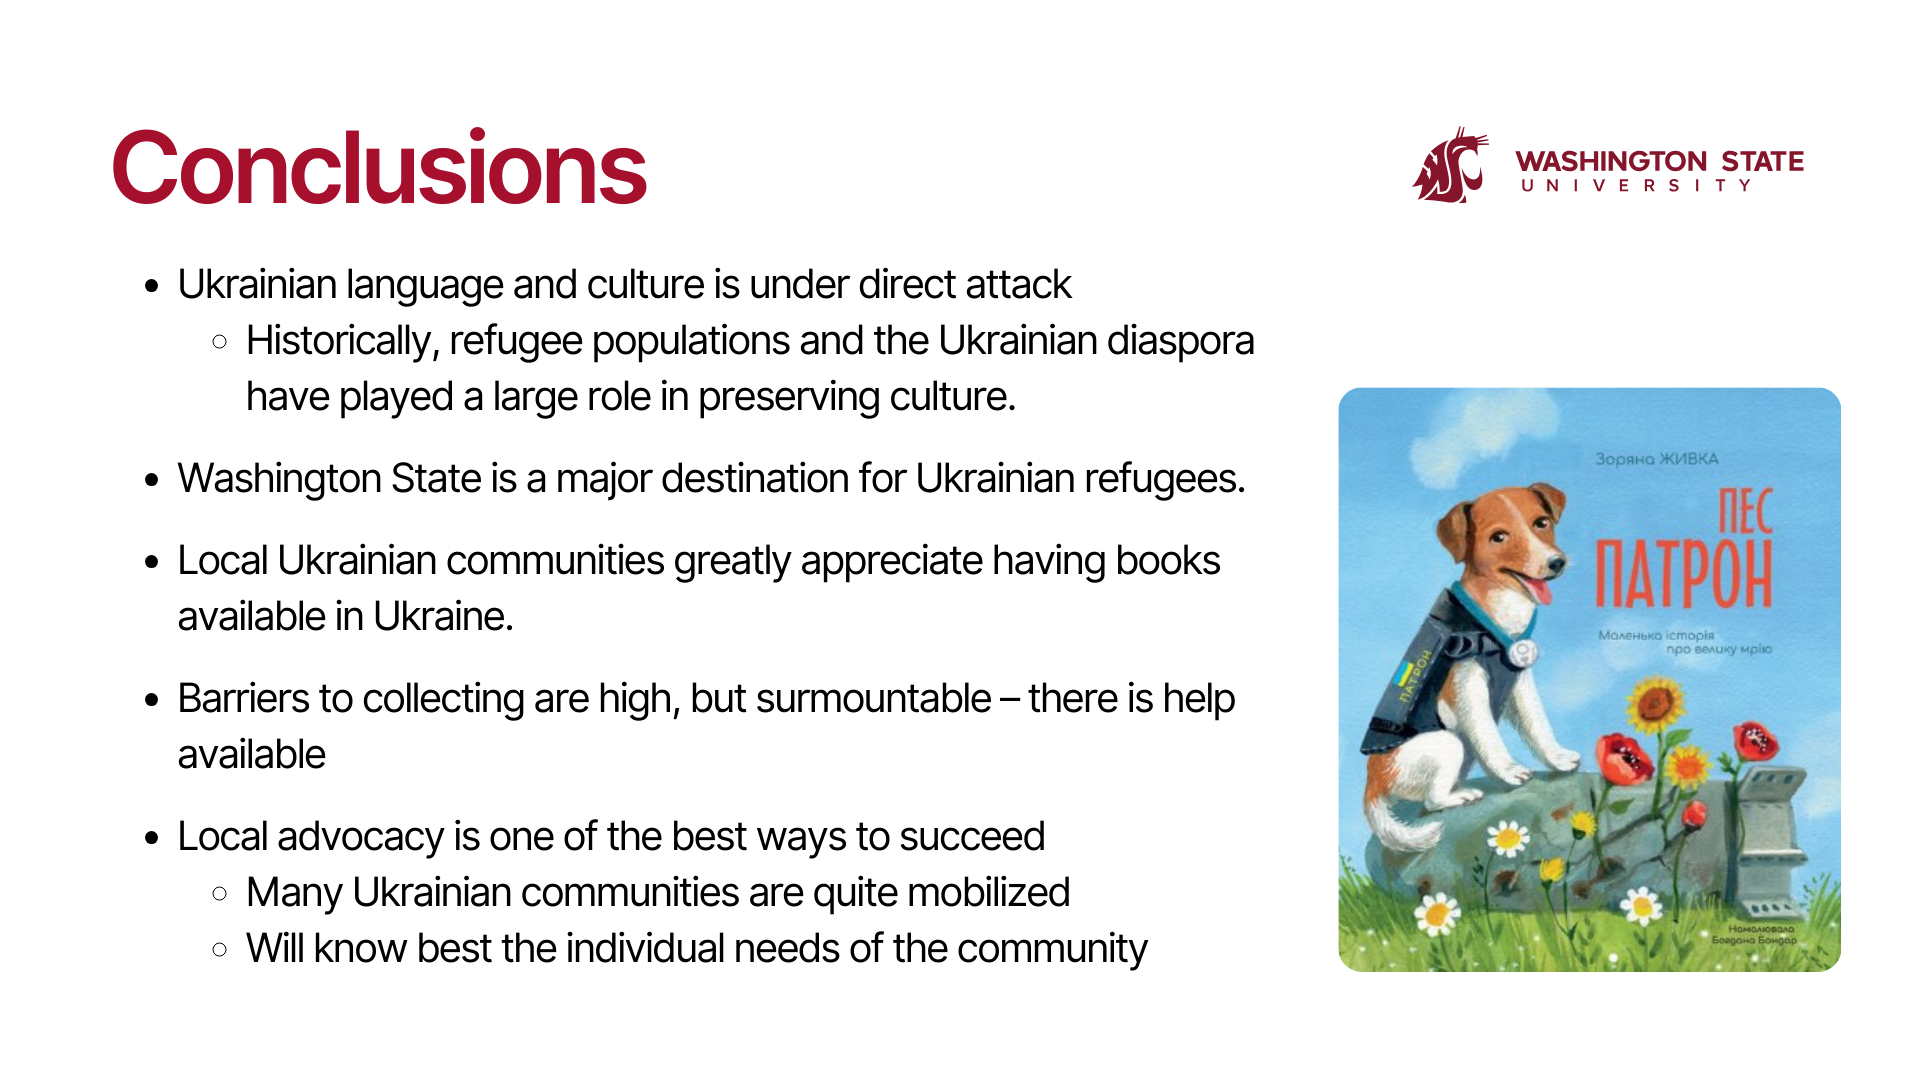 Conclusions
WASHINGTON STATE
UNIVERSITY
• Ukrainian language and culture is under direct attack
○ Historically, refugee populations and the Ukrainian diaspora
have played a large role in preserving culture.
• Washington State is a major destination for Ukrainian refugees.
• Local Ukrainian communities greatly appreciate having books
available in Ukraine.
• Barriers to collecting are high, but surmountable – there is help
available
• Local advocacy is one of the best ways to succeed
○ Many Ukrainian communities are quite mobilized
○ Will know best the individual needs of the community
Зоряна ЖИВКА
ПЕС
ПАТРОН
Маленька історія
про велику мрію
ПАТРОН
Намалювала
Богдана Бондар